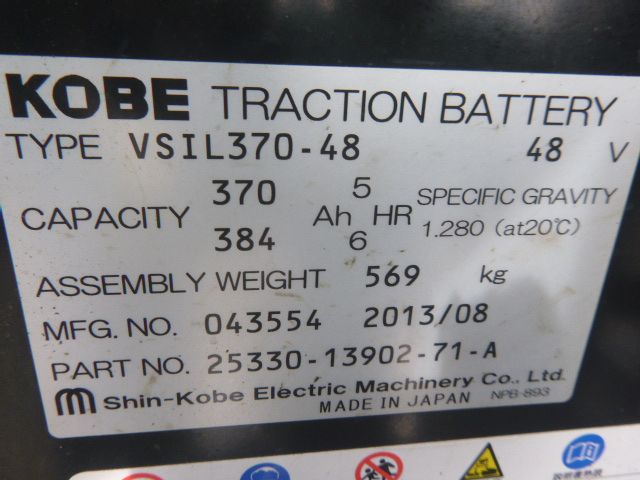 KOBE TRACTION BATTERY
TYPE VSIL370-48 48 V
CAPACITY 370 384 Ah 5 6 HR SPECIFIC GRAVITY 1.280 (at20℃)
ASSEMBLY WEIGHT 569 kg
MFG. NO. 043554 2013/08
PART NO. 25330-13902-71-A
Shin-Kobe Electric Machinery Co., Ltd.
MADE IN JAPAN NPB-893